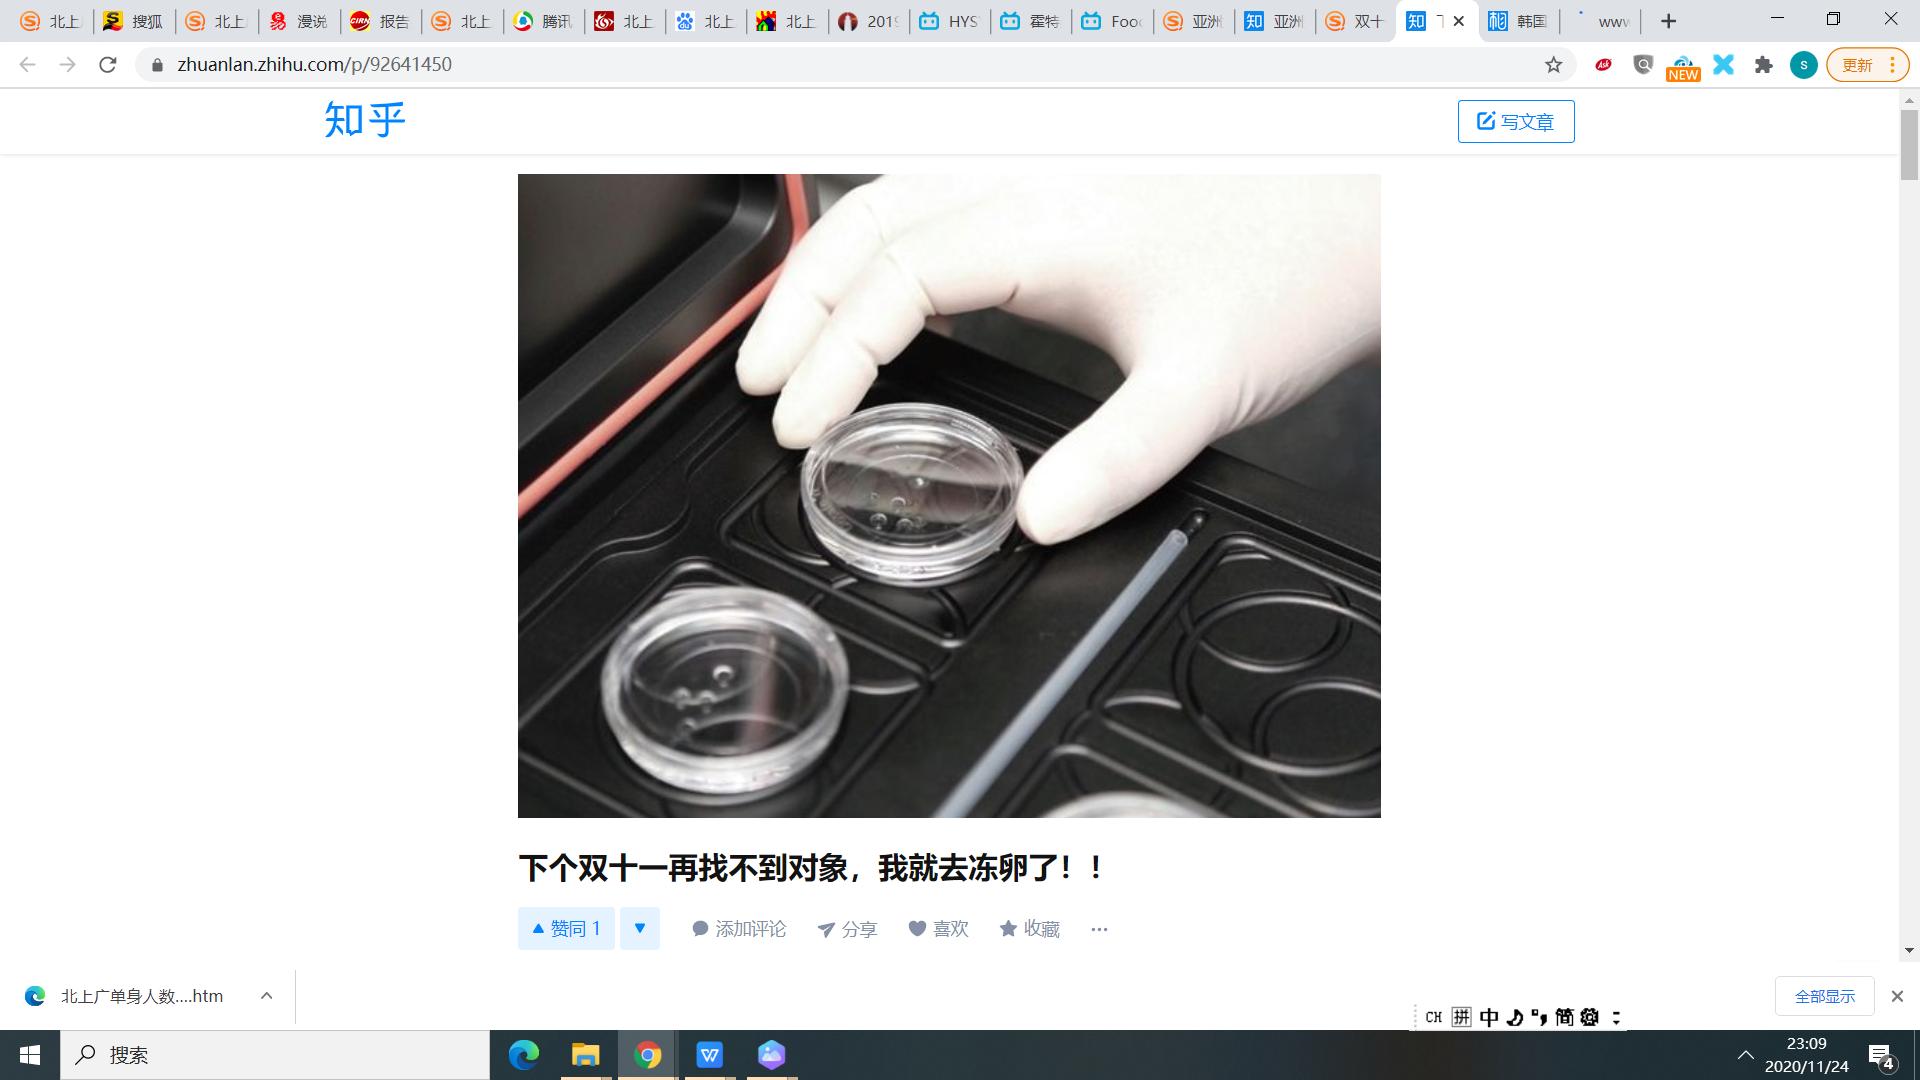 北上 搜狐 北上 漫说 报告 北上 腾讯 北上 北上 北上 2019 HYS 霍特 Food 亚洲 亚洲 双十 韩国 www
zhuanlan.zhihu.com/p/92641450
Ask
NEW
S
更新
知乎
写文章
下个双十一再找不到对象，我就去冻卵了！！
赞同 1
添加评论
分享
喜欢
收藏
北上广单身人数....htm
全部显示
CH 拼 中 简
搜索
23:09
2020/11/24
4